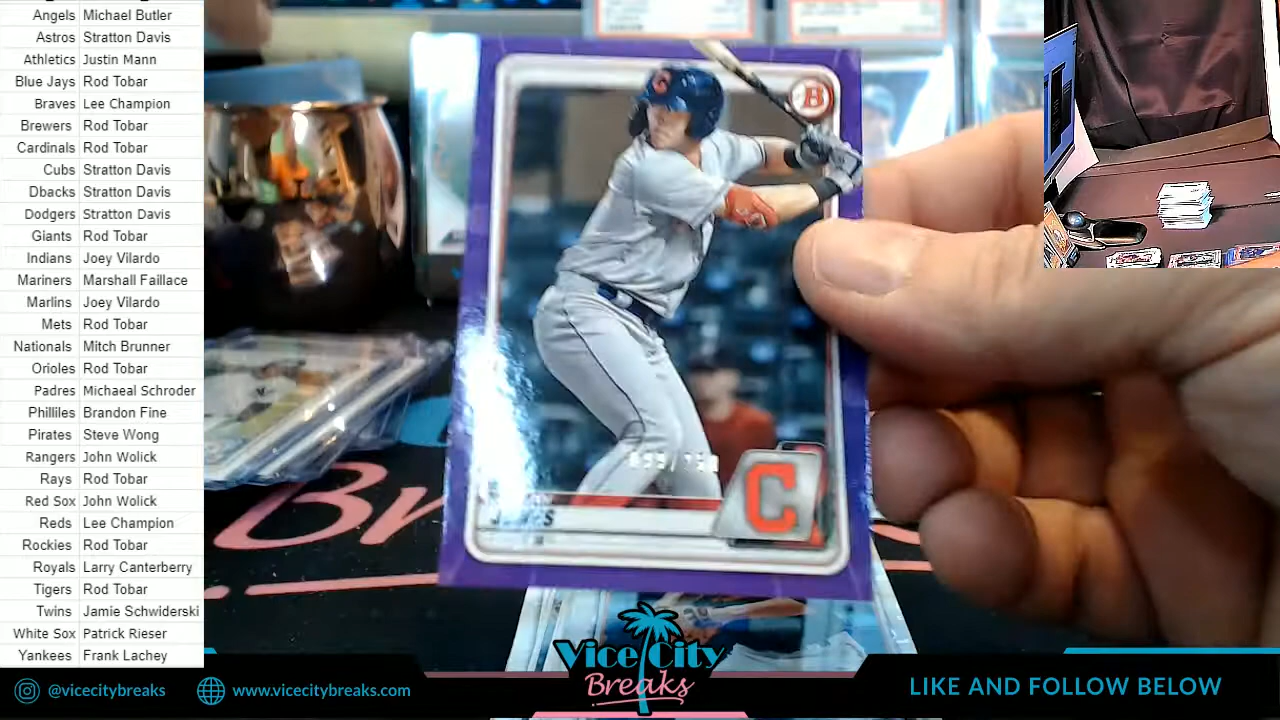 Angels Michael Butler
Astros Stratton Davis
Athletics Justin Mann
Blue Jays Rod Tobar
Braves Lee Champion
Brewers Rod Tobar
Cardinals Rod Tobar
Cubs Stratton Davis
Dbacks Stratton Davis
Dodgers Stratton Davis
Giants Rod Tobar
Indians Joey Vilardo
Mariners Marshall Faillace
Marlins Joey Vilardo
Mets Rod Tobar
Nationals Mitch Brunner
Orioles Rod Tobar
Padres Michaeal Schroder
Philliles Brandon Fine
Pirates Steve Wong
Rangers John Wolick
Rays Rod Tobar
Red Sox John Wolick
Reds Lee Champion
Rockies Rod Tobar
Royals Larry Canterberry
Tigers Rod Tobar
Twins Jamie Schwiderski
White Sox Patrick Rieser
Yankees Frank Lachey
B
C
C
Vice City
Breaks
@vicecitybreaks
www.vicecitybreaks.com
LIKE AND FOLLOW BELOW